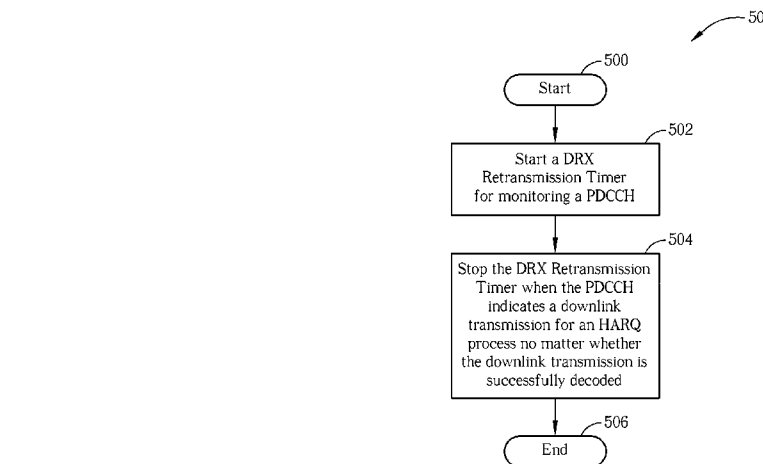 50
500
Start
502
Start a DRX
Retransmission Timer
for monitoring a PDCCH
504
Stop the DRX Retransmission
Timer when the PDCCH
indicates a downlink
transmission for an HARQ
process no matter whether
the downlink transmission is
successfully decoded
506
End